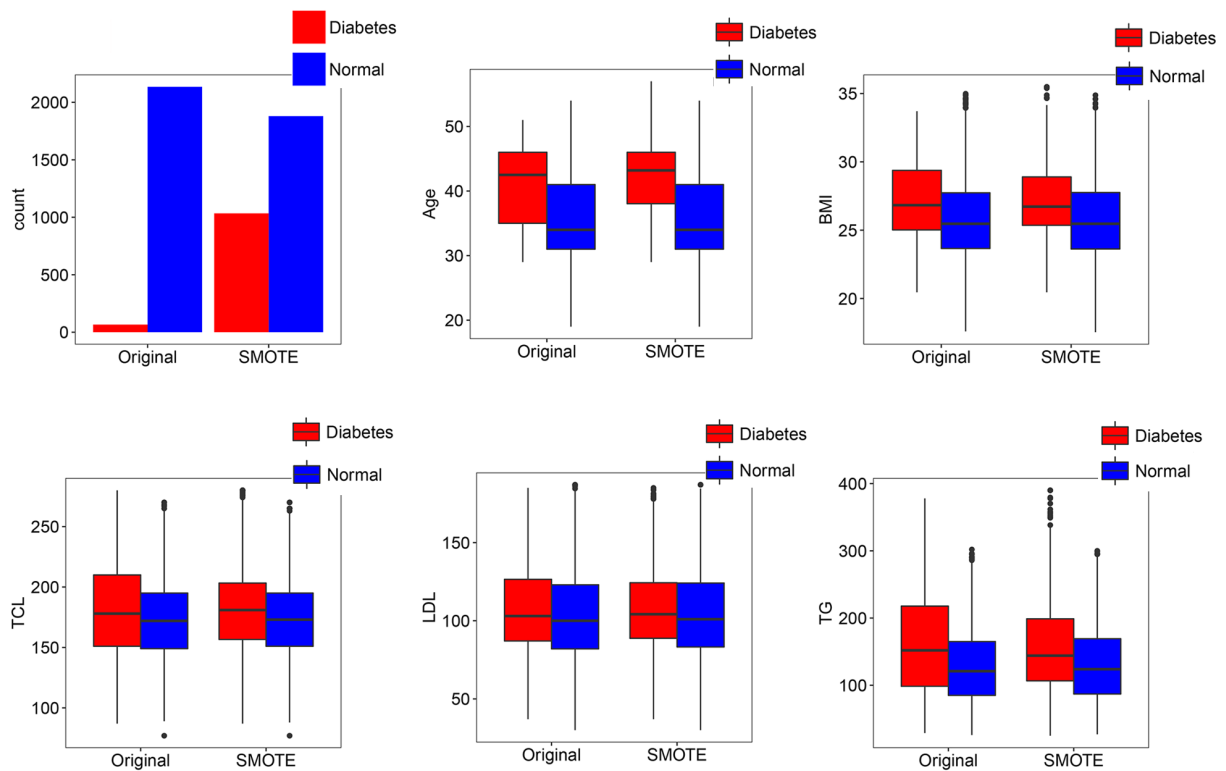 Diabetes
Normal
2000
1500
1000
500
0
count
Original
SMOTE
Diabetes
Normal
50
40
30
20
Age
Original
SMOTE
Diabetes
Normal
35
30
25
20
BMI
Original
SMOTE
Diabetes
Normal
250
200
150
100
TCL
Original
SMOTE
Diabetes
Normal
150
100
50
LDL
Original
SMOTE
Diabetes
Normal
400
300
200
100
TG
Original
SMOTE